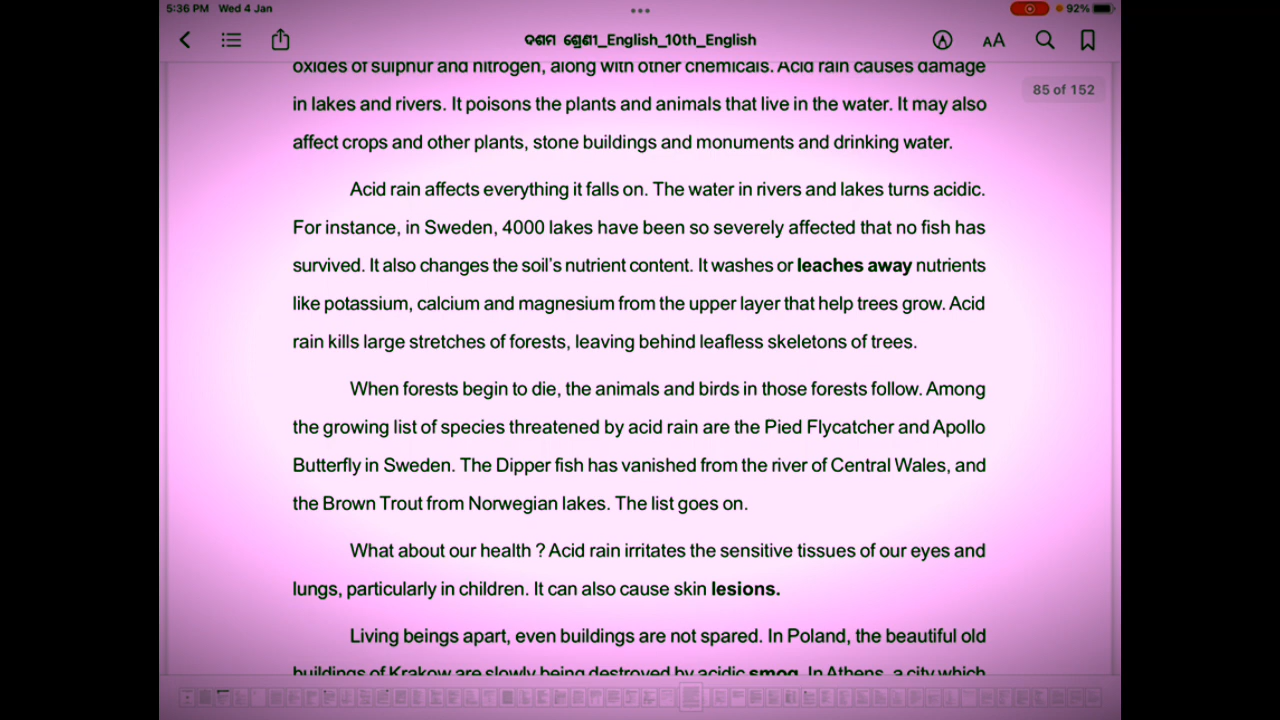 5:36 PM Wed 4 Jan
92%
ଦଶମ ଶ୍ରେଣୀ_English_10th_English
AA
85 of 152
oxides of sulphur and nitrogen, along with other chemicals. Acid rain causes damage
in lakes and rivers. It poisons the plants and animals that live in the water. It may also
affect crops and other plants, stone buildings and monuments and drinking water.
Acid rain affects everything it falls on. The water in rivers and lakes turns acidic.
For instance, in Sweden, 4000 lakes have been so severely affected that no fish has
survived. It also changes the soil's nutrient content. It washes or leaches away nutrients
like potassium, calcium and magnesium from the upper layer that help trees grow. Acid
rain kills large stretches of forests, leaving behind leafless skeletons of trees.
When forests begin to die, the animals and birds in those forests follow. Among
the growing list of species threatened by acid rain are the Pied Flycatcher and Apollo
Butterfly in Sweden. The Dipper fish has vanished from the river of Central Wales, and
the Brown Trout from Norwegian lakes. The list goes on.
What about our health ? Acid rain irritates the sensitive tissues of our eyes and
lungs, particularly in children. It can also cause skin lesions.
Living beings apart, even buildings are not spared. In Poland, the beautiful old
buildings of Krakow are slowly being destroyed by acidic smog. In Athens, a city which